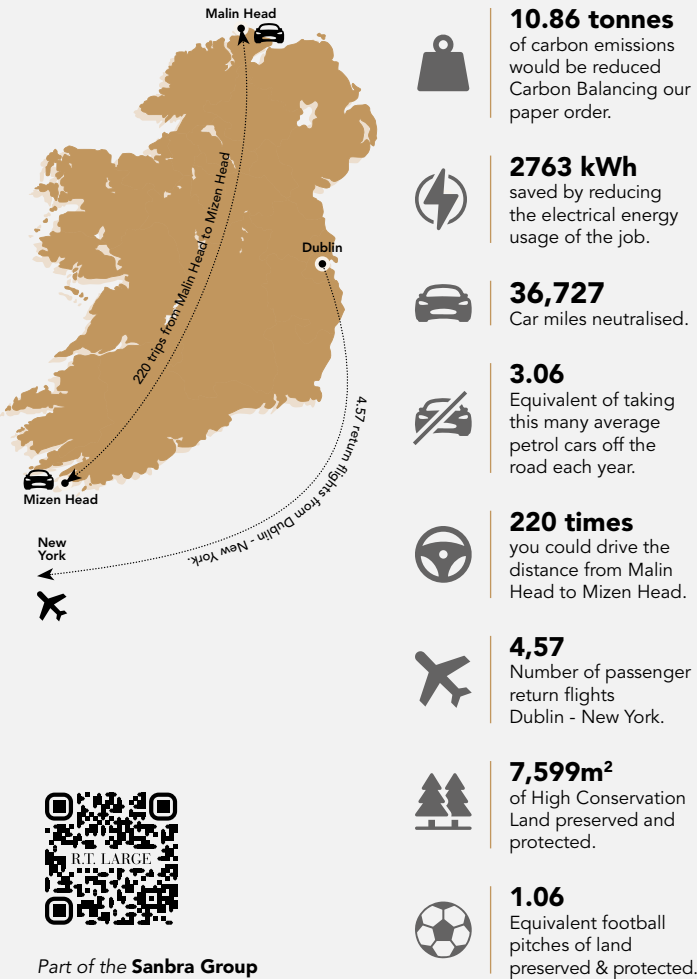 Malin Head
220 trips from Malin Head to Mizen Head
Dublin
4.57 return flights from Dublin - New York.
Mizen Head
New
York
R.T. LARGE
Part of the Sanbra Group
10.86 tonnes
of carbon emissions
would be reduced
Carbon Balancing our
paper order.
2763 kWh
saved by reducing
the electrical energy
usage of the job.
36,727
Car miles neutralised.
3.06
Equivalent of taking
this many average
petrol cars off the
road each year.
220 times
you could drive the
distance from Malin
Head to Mizen Head.
4,57
Number of passenger
return flights
Dublin - New York.
7,599m²
of High Conservation
Land preserved and
protected.
1.06
Equivalent football
pitches of land
preserved & protected